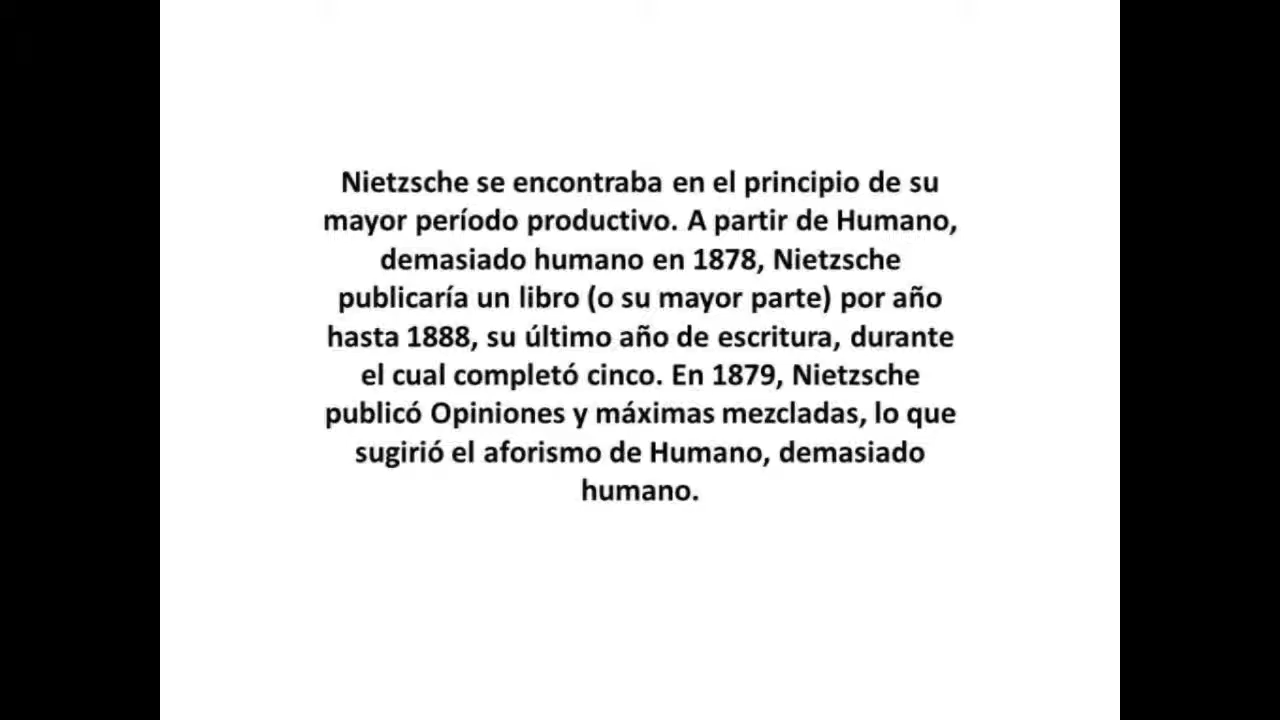 Nietzsche se encontraba en el principio de su
mayor período productivo. A partir de Humano,
demasiado humano en 1878, Nietzsche
publicaría un libro (o su mayor parte) por año
hasta 1888, su último año de escritura, durante
el cual completó cinco. En 1879, Nietzsche
publicó Opiniones y máximas mezcladas, lo que
sugirió el aforismo de Humano, demasiado
humano.